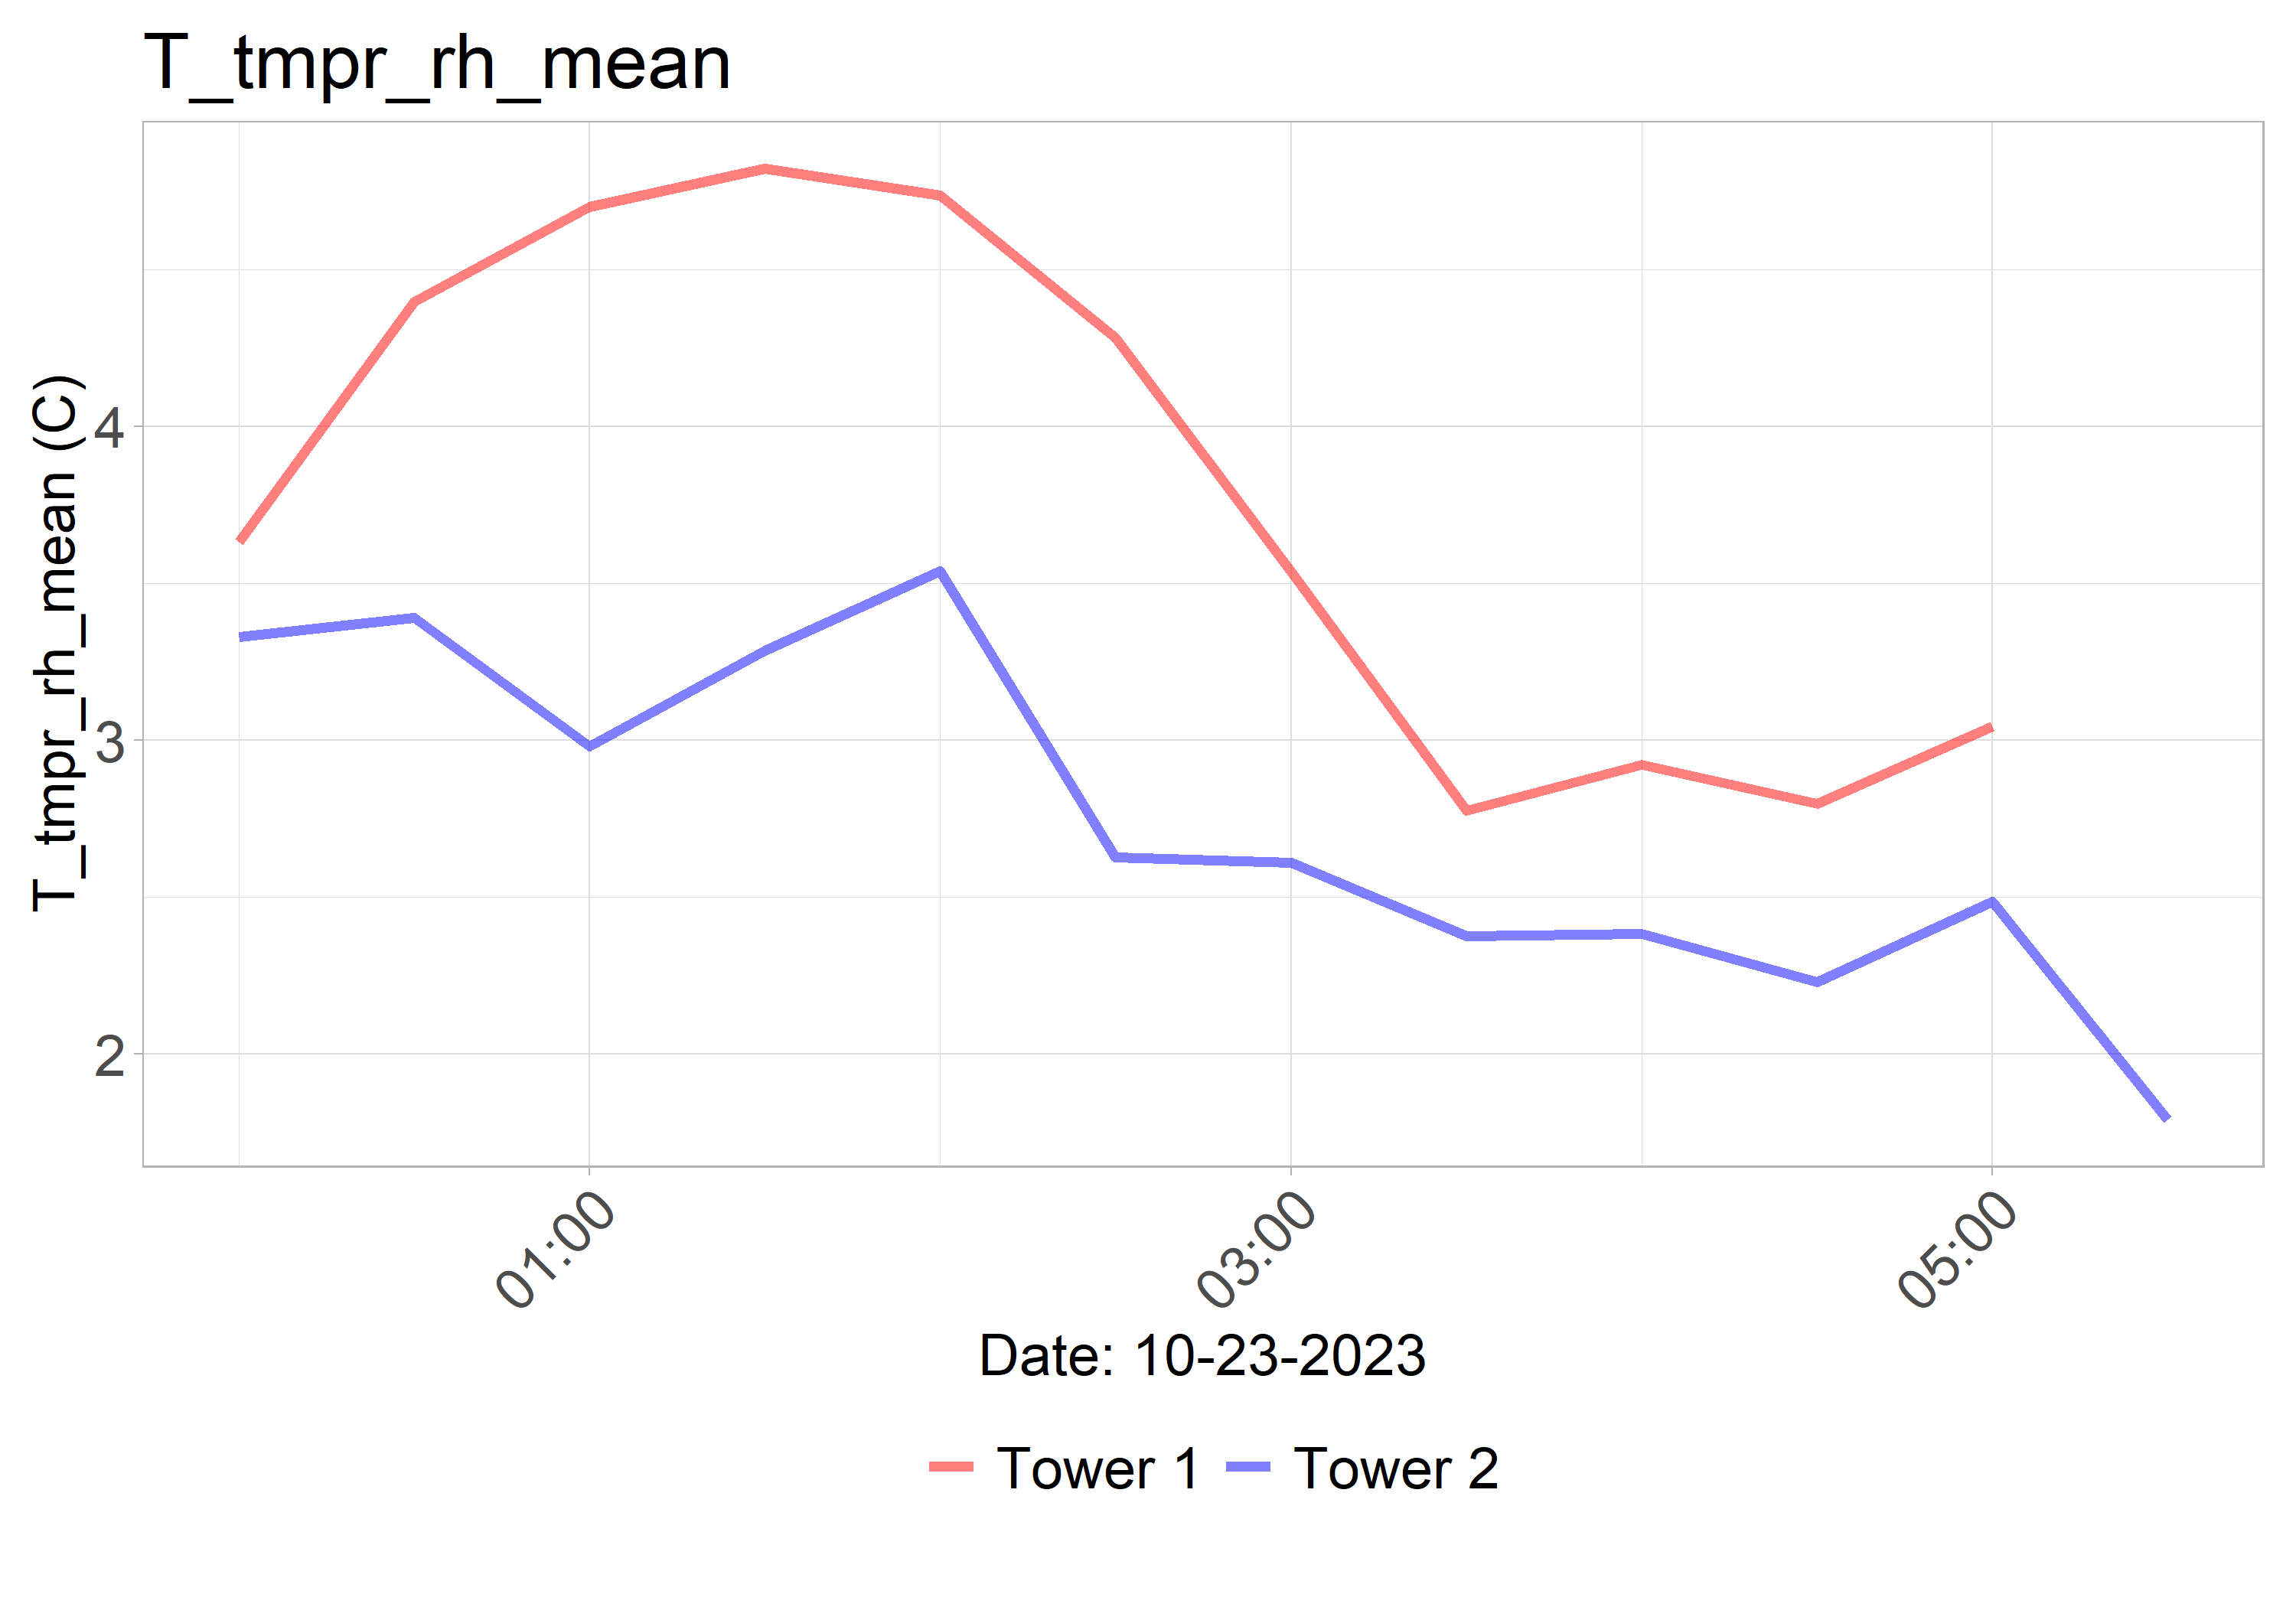 T_tmpr_rh_mean
T_tmpr_rh_mean (C)
4
3
2
01:00
03:00
05:00
Date: 10-23-2023
Tower 1
Tower 2